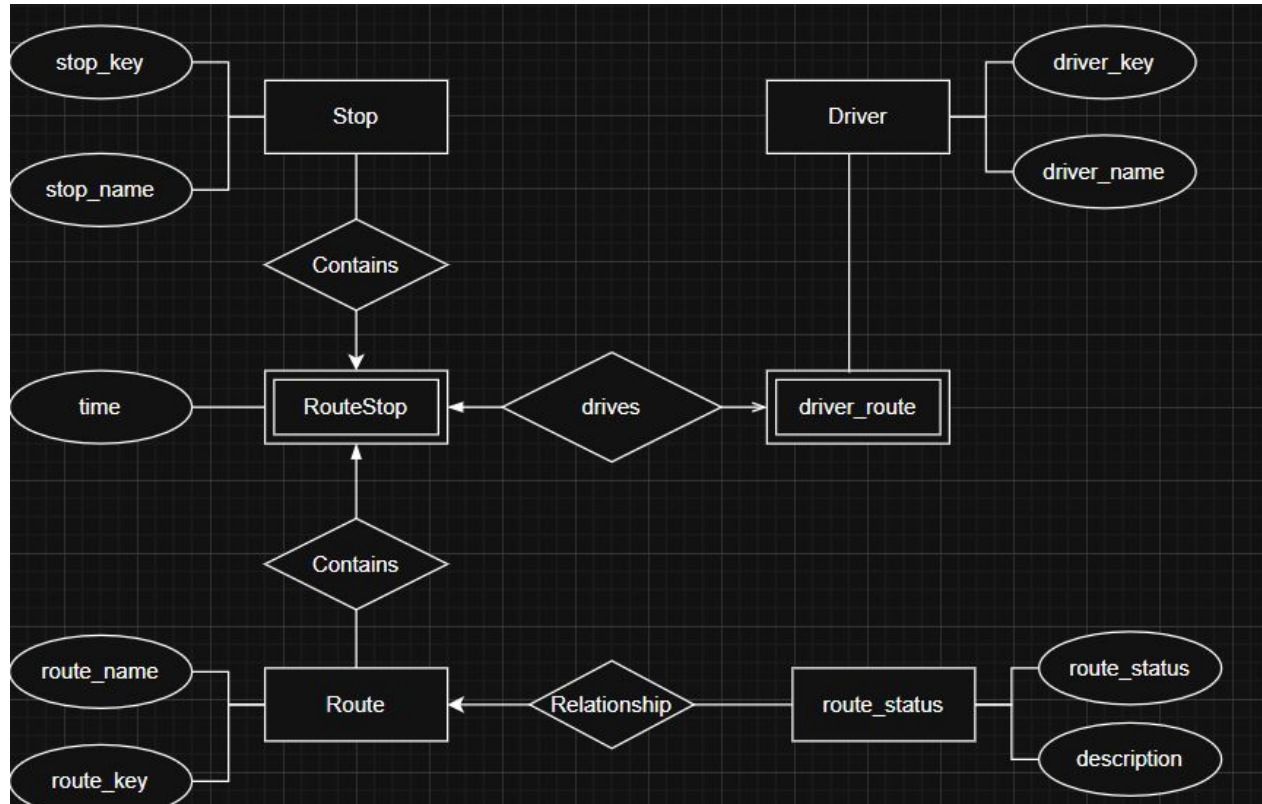 stop_key
driver_key
Stop
Driver
stop_name
driver_name
Contains
time
RouteStop
drives
driver_route
Contains
route_name
route_status
Route
Relationship
route_status
description
route_key